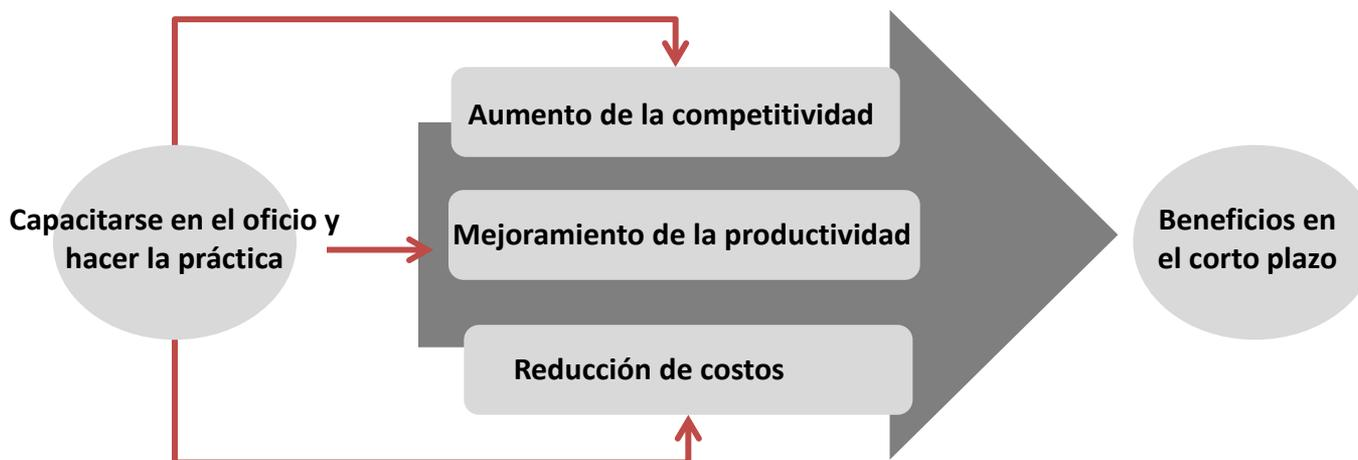 Aumento de la competitividad
Capacitarse en el oficio y
hacer la práctica
Mejoramiento de la productividad
Beneficios en
el corto plazo
Reducción de costos